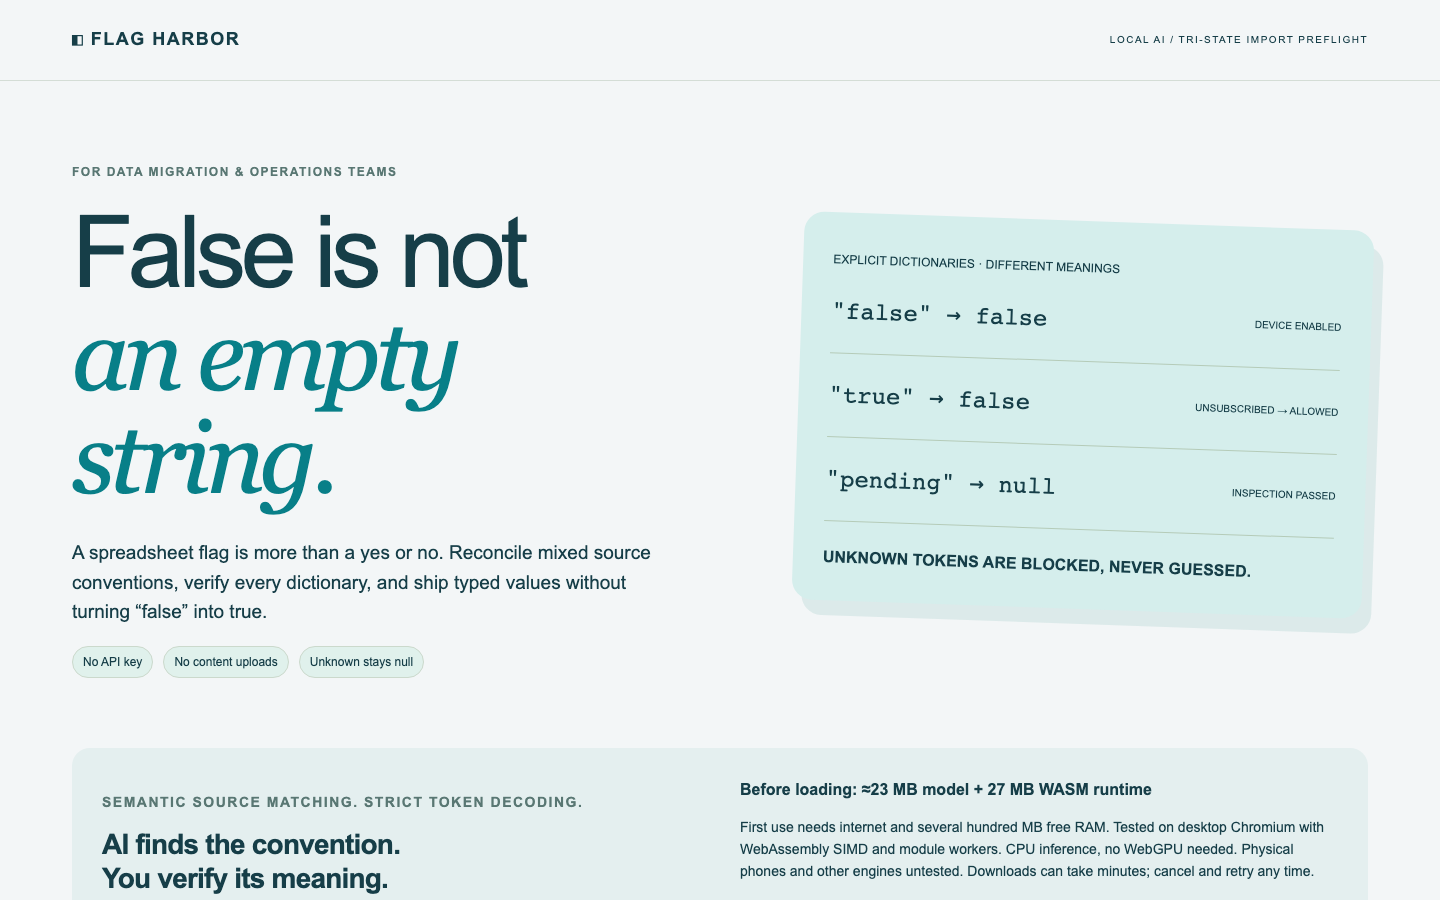 FLAG HARBOR
LOCAL AI / TRI-STATE IMPORT PREFLIGHT
FOR DATA MIGRATION & OPERATIONS TEAMS
False is not
an empty
string.
A spreadsheet flag is more than a yes or no. Reconcile mixed source
conventions, verify every dictionary, and ship typed values without
turning “false” into true.
No API key
No content uploads
Unknown stays null
EXPLICIT DICTIONARIES · DIFFERENT MEANINGS
"false" → false
DEVICE ENABLED
"true" → false
UNSUBSCRIBED → ALLOWED
"pending" → null
INSPECTION PASSED
UNKNOWN TOKENS ARE BLOCKED, NEVER GUESSED.
SEMANTIC SOURCE MATCHING. STRICT TOKEN DECODING.
AI finds the convention.
You verify its meaning.
Before loading: ≈23 MB model + 27 MB WASM runtime
First use needs internet and several hundred MB free RAM. Tested on desktop Chromium with
WebAssembly SIMD and module workers. CPU inference, no WebGPU needed. Physical
phones and other engines untested. Downloads can take minutes; cancel and retry any time.